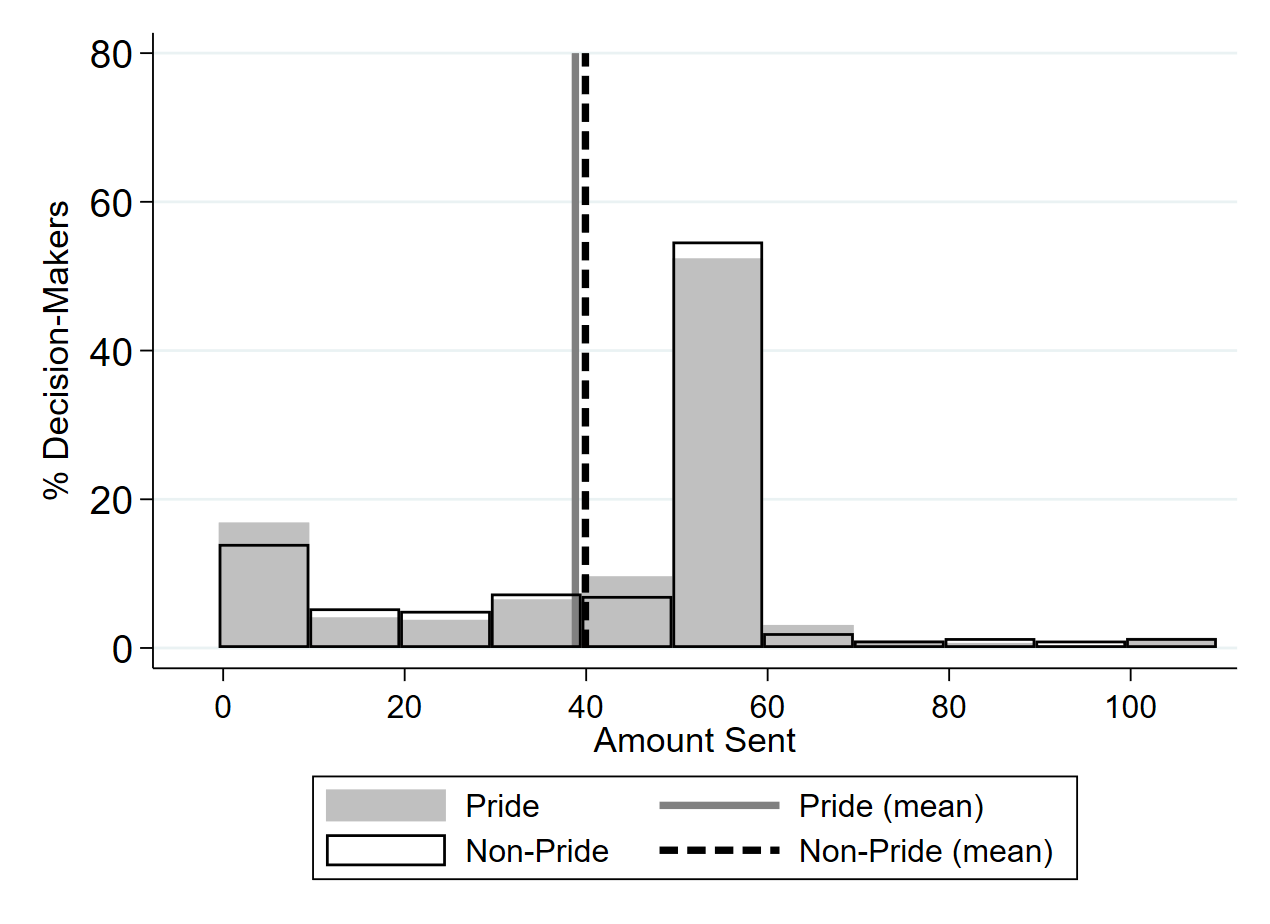 80
60
40
20
0
% Decision-Makers
0 20 40 60 80 100
Amount Sent
Pride Pride (mean)
Non-Pride Non-Pride (mean)